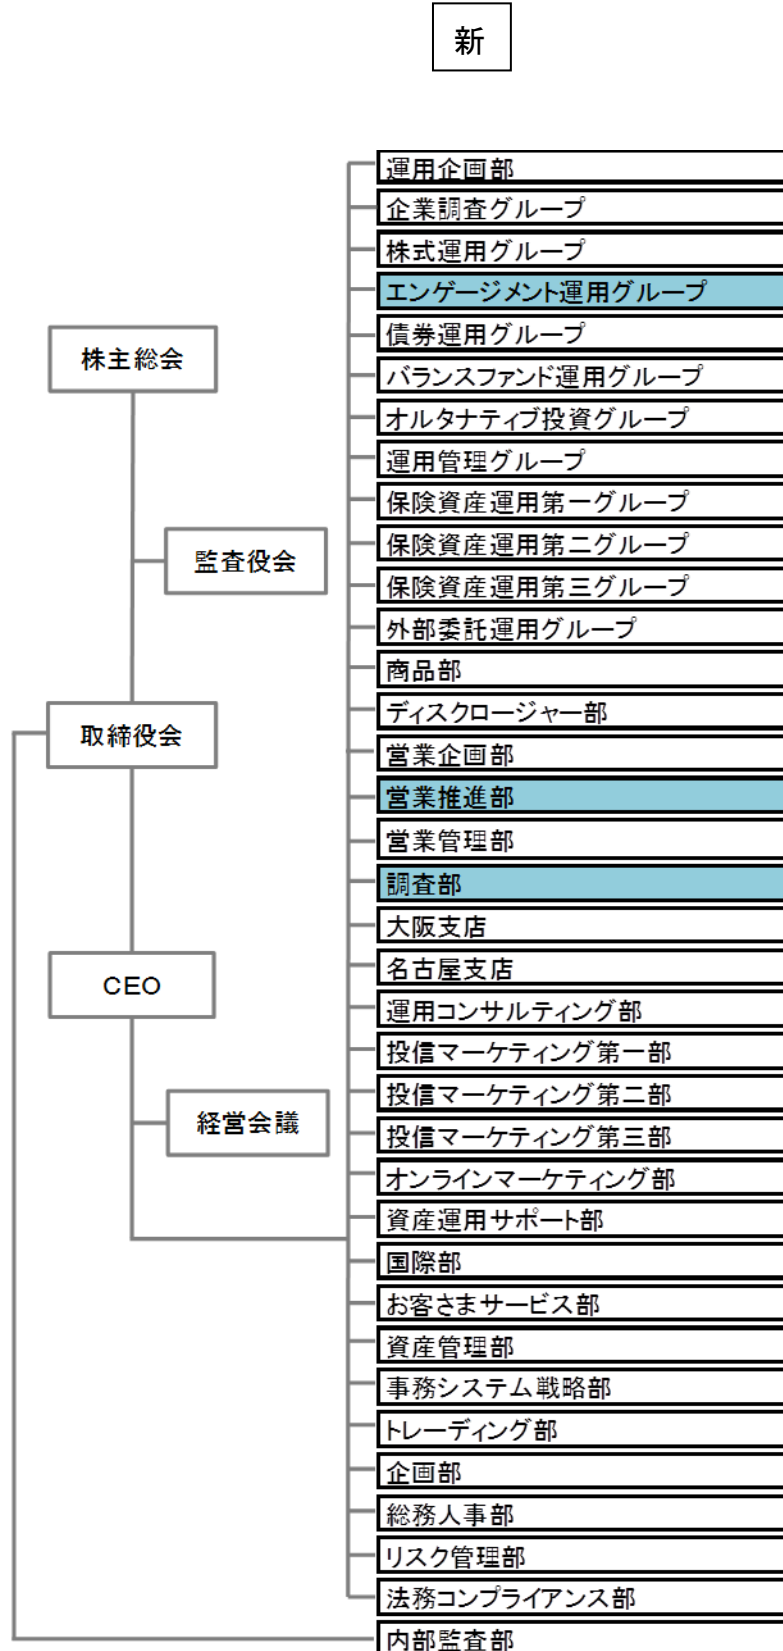 新
株主総会
監査役会
取締役会
CEO
経営会議
運用企画部
企業調査グループ
株式運用グループ
エンゲージメント運用グループ
債券運用グループ
バランスファンド運用グループ
オルタナティブ投資グループ
運用管理グループ
保険資産運用第一グループ
保険資産運用第二グループ
保険資産運用第三グループ
外部委託運用グループ
商品部
ディスクロージャー部
営業企画部
営業推進部
営業管理部
調査部
大阪支店
名古屋支店
運用コンサルティング部
投信マーケティング第一部
投信マーケティング第二部
投信マーケティング第三部
オンラインマーケティング部
資産運用サポート部
国際部
お客さまサービス部
資産管理部
事務システム戦略部
トレーディング部
企画部
総務人事部
リスク管理部
法務コンプライアンス部
内部監査部